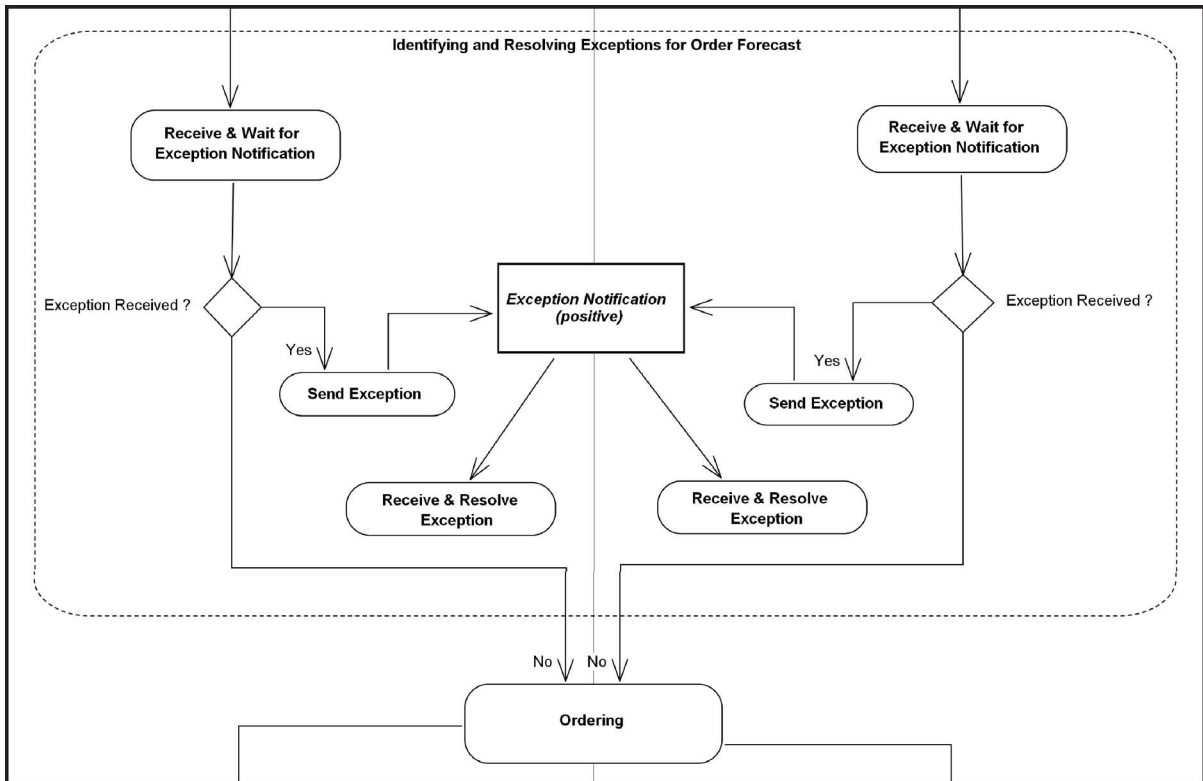 Identifying and Resolving Exceptions for Order Forecast
Receive & Wait for
Exception Notification
Receive & Wait for
Exception Notification
Exception Received ?
Exception Notification
(positive)
Exception Received ?
Yes
Yes
Send Exception
Send Exception
Receive & Resolve
Exception
Receive & Resolve
Exception
No
No
Ordering